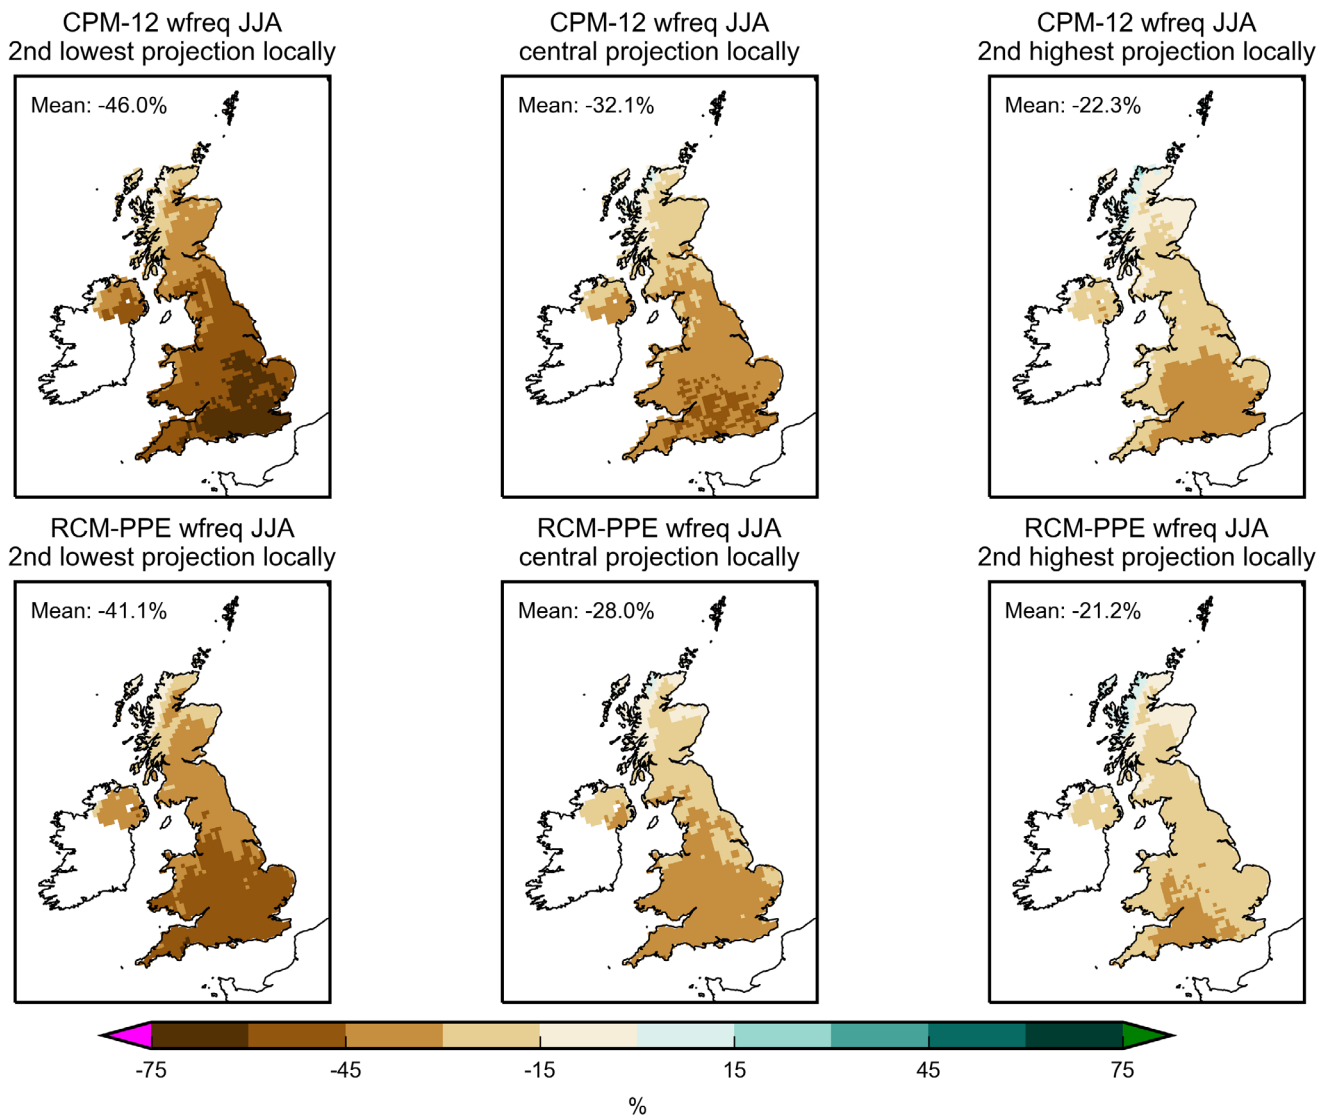 CPM-12 wfreq JJA
2nd lowest projection locally
CPM-12 wfreq JJA
central projection locally
CPM-12 wfreq JJA
2nd highest projection locally
Mean: -46.0%
Mean: -32.1%
Mean: -22.3%
RCM-PPE wfreq JJA
2nd lowest projection locally
RCM-PPE wfreq JJA
central projection locally
RCM-PPE wfreq JJA
2nd highest projection locally
Mean: -41.1%
Mean: -28.0%
Mean: -21.2%
-75 -45 -15 15 45 75
%